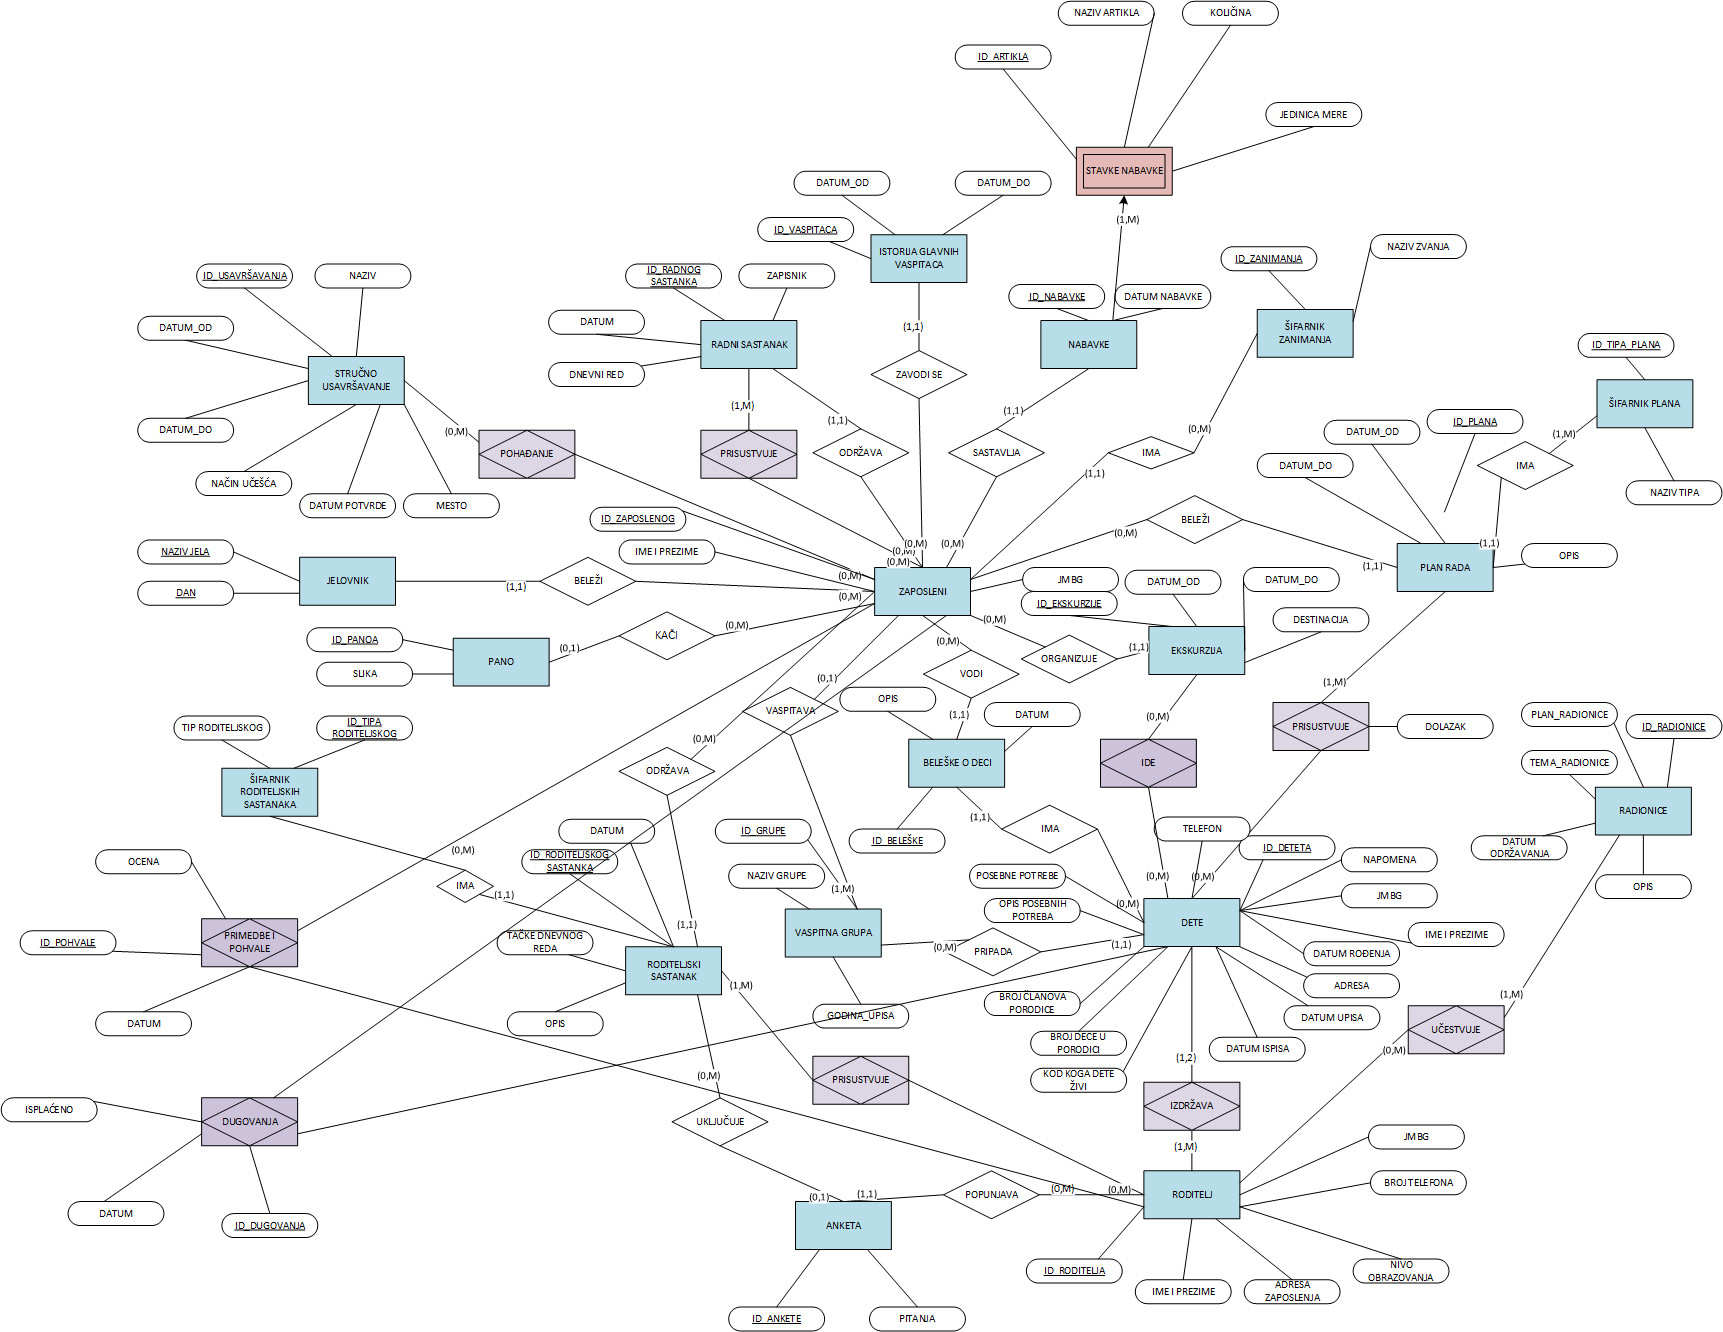 NAZIV ARTIKLA
KOLIČINA
ID_ARTIKLA
JEDINICA MERE
STAVKE NABAVKE
DATUM_OD
DATUM_DO
(1,M)
ID_VASPITACA
ISTORIJA GLAVNIH
VASPITACA
NAZIV ZVANJA
ID_ZANIMANJA
ID_USAVRŠAVANJA
NAZIV
ID_RADNOG
SASTANKA
ZAPISNIK
ID_NABAVKE
DATUM NABAVKE
DATUM_OD
DATUM
(1,1)
ŠIFARNIK
ZANIMANJA
RADNI SASTANAK
NABAVKE
ID_TIPA_PLANA
STRUČNO
USAVRŠAVANJE
DNEVNI RED
ZAVODI SE
ŠIFARNIK PLANA
(1,M)
(1,1)
(1,1)
ID_PLANA
DATUM_DO
(0,M)
(0,M)
DATUM_OD
(1,M)
POHAĐANJE
PRISUSTVUJE
ODRŽAVA
SASTAVLJA
IMA
DATUM_DO
IMA
(1,1)
NAČIN UČEŠĆA
NAZIV TIPA
DATUM POTVRDE
MESTO
ID_ZAPOSLENOG
BELEŽI
(0,M)
NAZIV JELA
IME I PREZIME
(0,M)
(0,M)
(0,M)
(0,M)
(1,1)
OPIS
JELOVNIK
BELEŽI
(1,1)
(0,M)
ZAPOSLENI
JMBG
DATUM_OD
DATUM_DO
(1,1)
PLAN RADA
DAN
(0,M)
ID_EKSKURZIJE
DESTINACIJA
ID_PANOA
KAČI
(0,M)
(0,M)
(0,1)
(0,M)
(1,1)
EKSKURZIJA
PANO
ORGANIZUJE
SLIKA
VODI
(0,1)
(1,M)
OPIS
TIP RODITELJSKOG
ID_TIPA
RODITELJSKOG
VASPITAVA
(1,1)
DATUM
(0,M)
PRISUSTVUJE
DOLAZAK
PLAN_RADIONICE
ID_RADIONICE
(0,M)
BELEŠKE O DECI
IDE
TEMA_RADIONICE
ODRŽAVA
ŠIFARNIK
RODITELJSKIH
SASTANAKA
RADIONICE
(1,1)
IMA
TELEFON
DATUM
ID_GRUPE
ID_BELEŠKE
ID_DETETA
DATUM
ODRŽAVANJA
(0,M)
OCENA
ID_RODITELJSKOG
SASTANKA
NAPOMENA
IMA
(1,1)
NAZIV GRUPE
(1,M)
POSEBNE POTREBE
(0,M)
(0,M)
(0,M)
JMBG
OPIS
OPIS POSEBNIH
POTREBA
DETE
(1,1)
VASPITNA GRUPA
IME I PREZIME
ID_POHVALE
PRIMEDBE I
POHVALE
TAČKE DNEVNOG
REDA
(0,M)
PRIPADA
(1,1)
DATUM ROĐENJA
RODITELJSKI
SASTANAK
(1,M)
ADRESA
(1,M)
BROJ ČLANOVA
PORODICE
DATUM
OPIS
GODINA_UPISA
DATUM UPISA
UČESTVUJE
BROJ DECE U
PORODICI
DATUM ISPISA
(0,M)
(1,2)
(0,M)
PRISUSTVUJE
KOD KOGA DETE
ŽIVI
ISPLAĆENO
DUGOVANJA
UKLJUČUJE
IZDRŽAVA
JMBG
(1,M)
BROJ TELEFONA
(0,1)
(1,1)
POPUNJAVA
(0,M)
(0,M)
RODITELJ
DATUM
ID_DUGOVANJA
ANKETA
ID_RODITELJA
NIVO
OBRAZOVANJA
IME I PREZIME
ADRESA
ZAPOSLENJA
ID_ANKETE
PITANJA